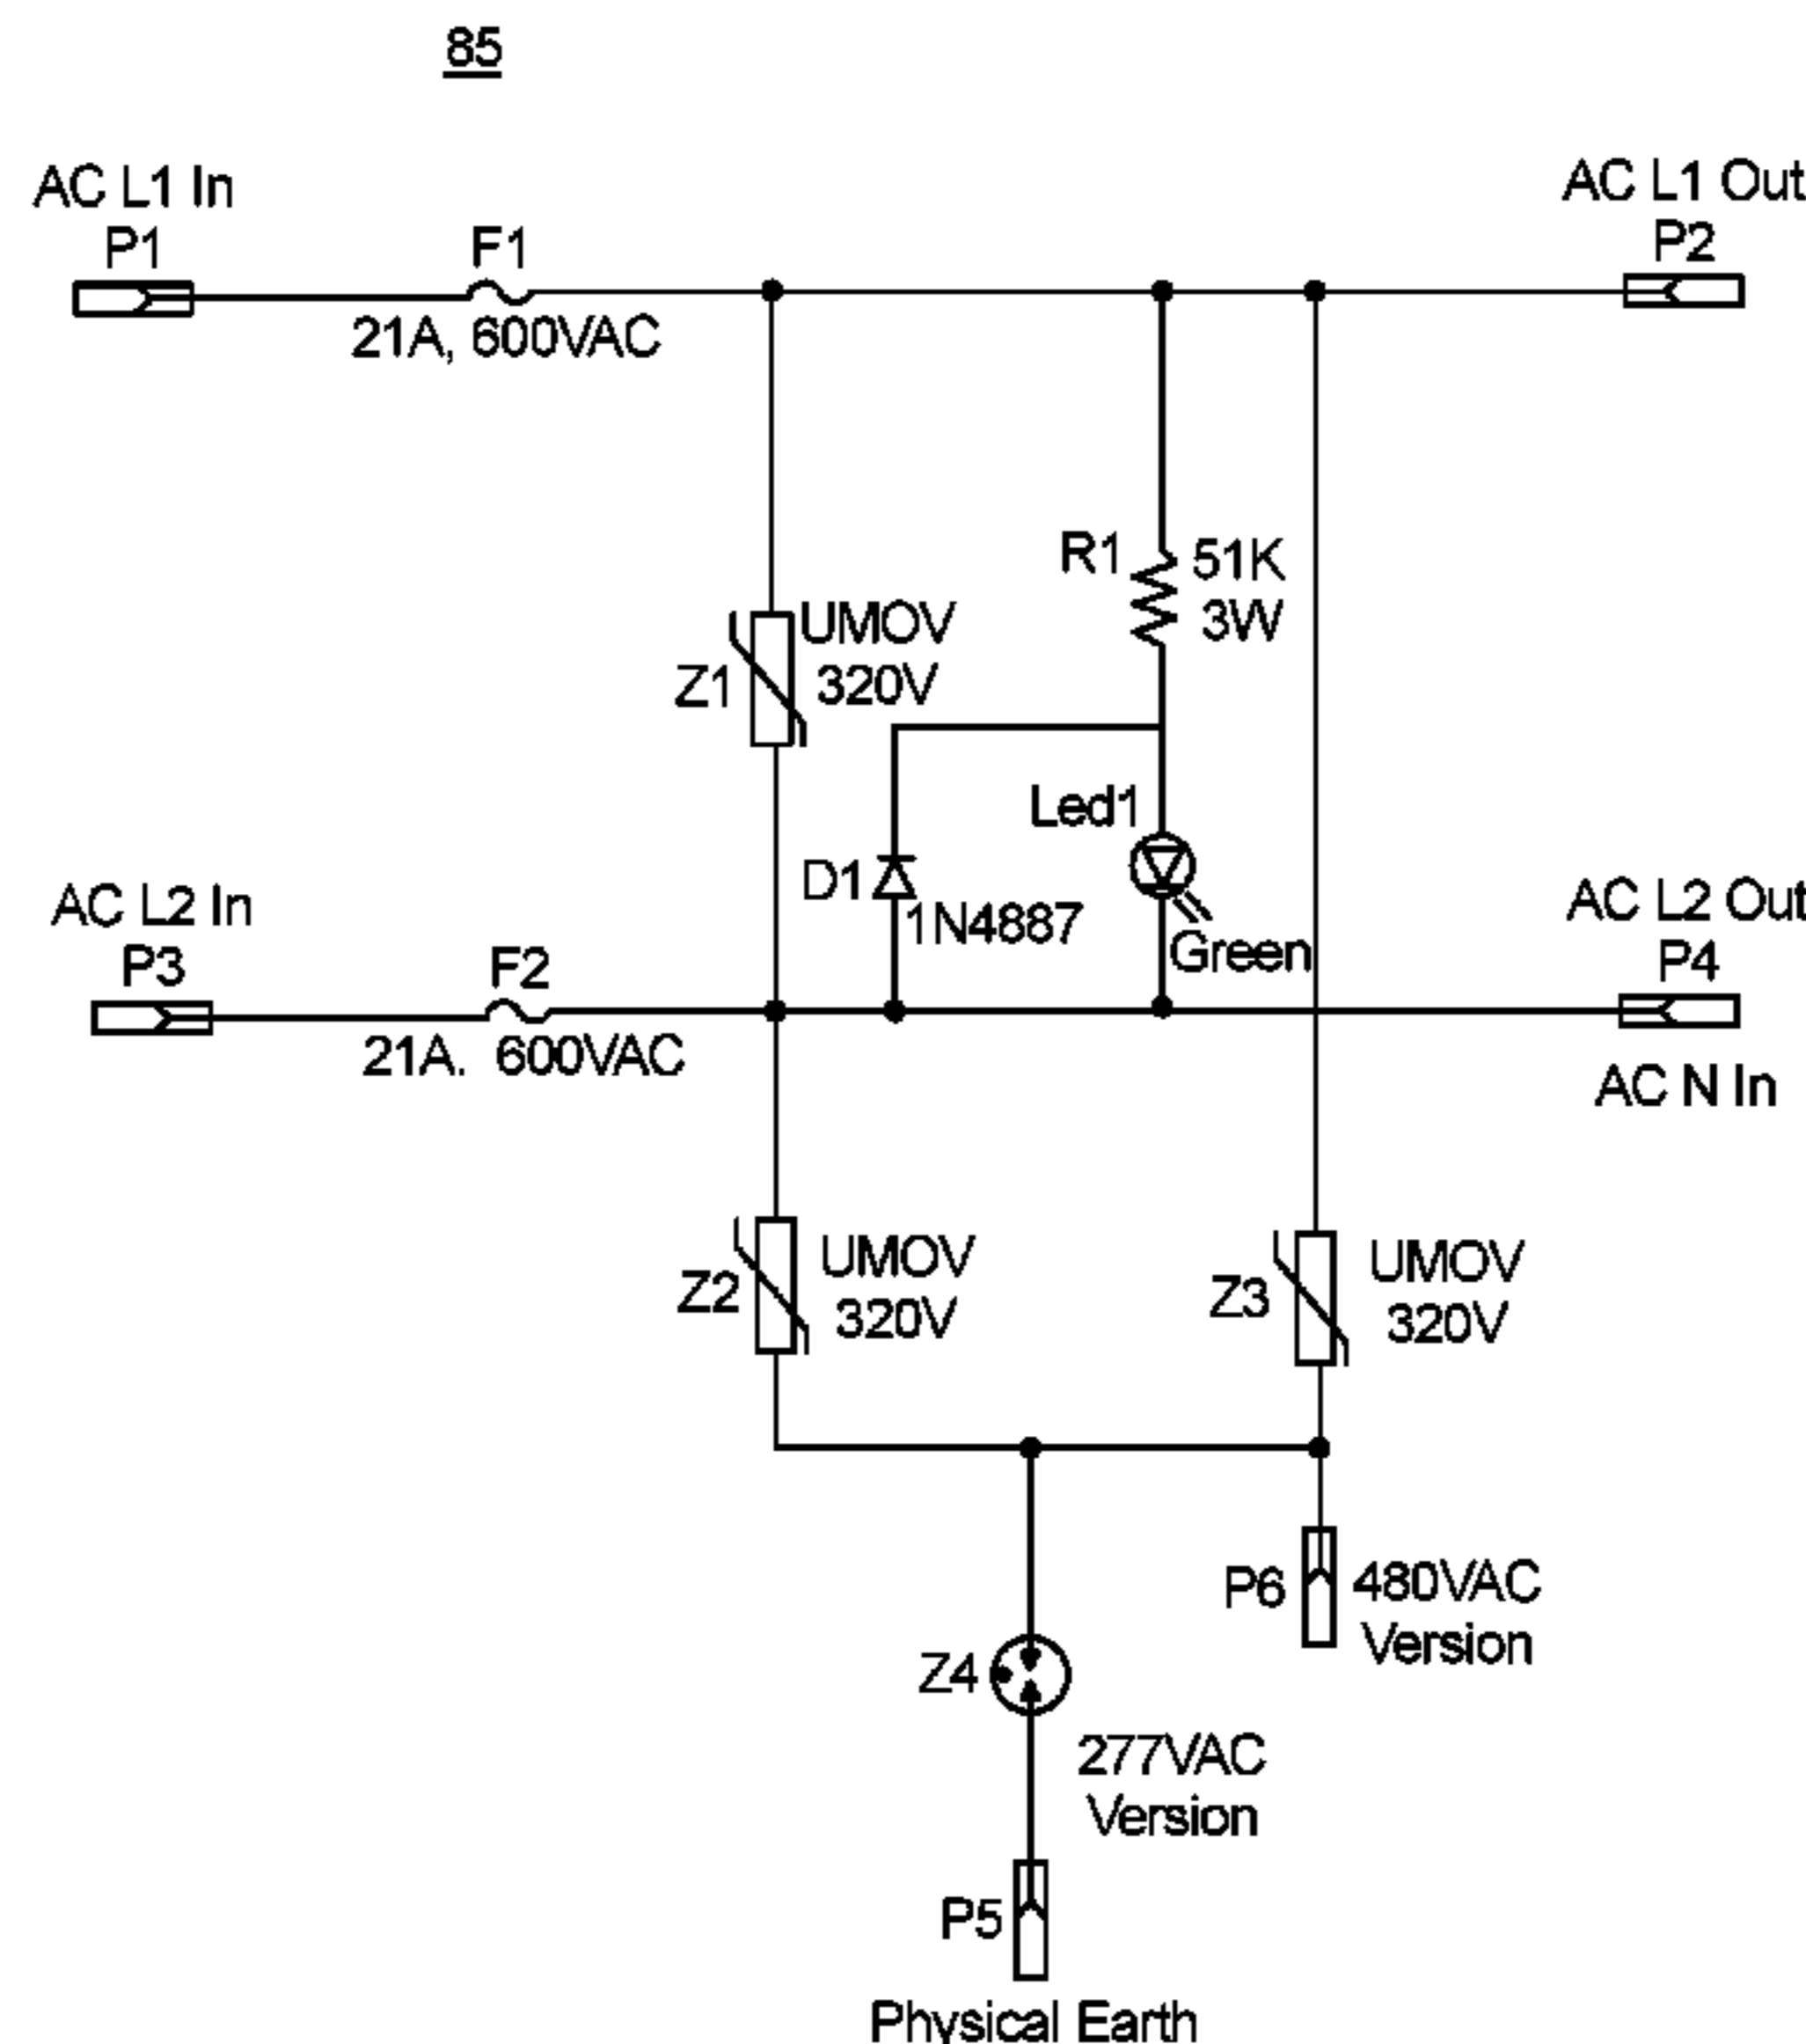 85
AC L1 In
P1
F1
21A, 600VAC
AC L1 Out
P2
R1
51K
3W
UMOV
320V
Z1
Led1
D1
1N4887
Green
AC L2 In
P3
F2
21A. 600VAC
AC L2 Out
P4
AC N In
Z2
UMOV
320V
Z3
UMOV
320V
P6
480VAC
Version
Z4
277VAC
Version
P5
Physical Earth